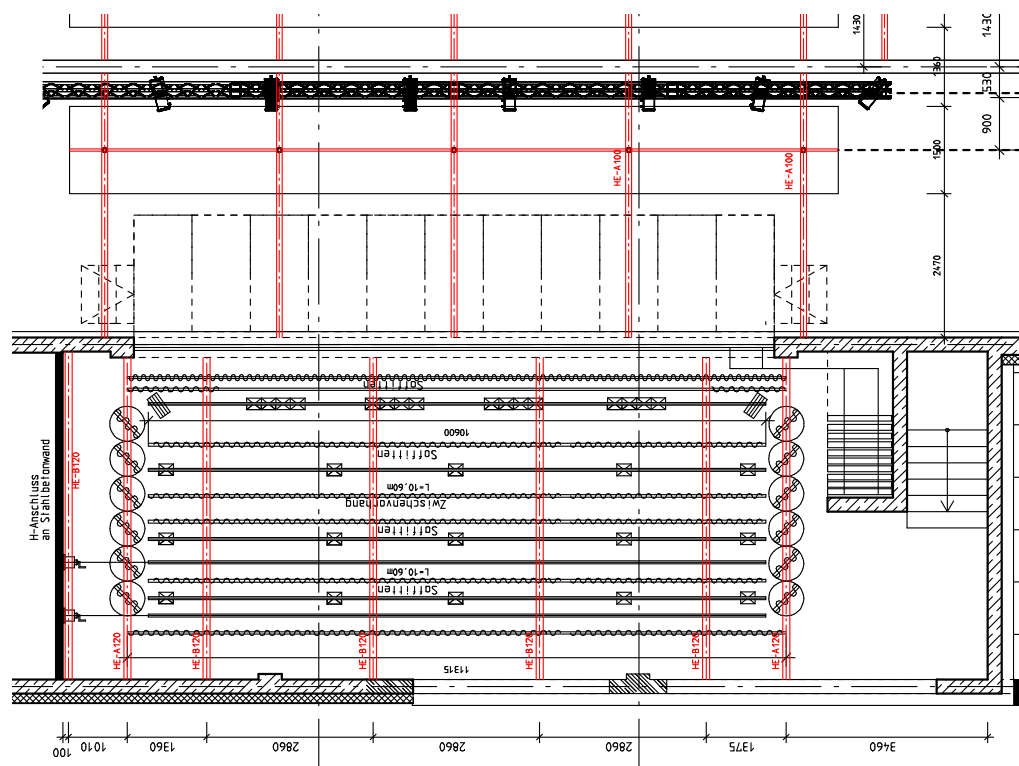 1430
1430
1360
530
900
1500
HE-A100
HE-A100
2470
Soffitten
10600
Soffitten
L=10,60m
Zwischenvorhang
Soffitten
L=10,60m
Soffitten
H-Anschluss
an Stahlbetonwand
HE-B120
HE-A120
HE-B120
HE-B120
HE-B120
HE-B120
HE-A120
11315
100
1010
1360
2860
2860
2860
1375
3460